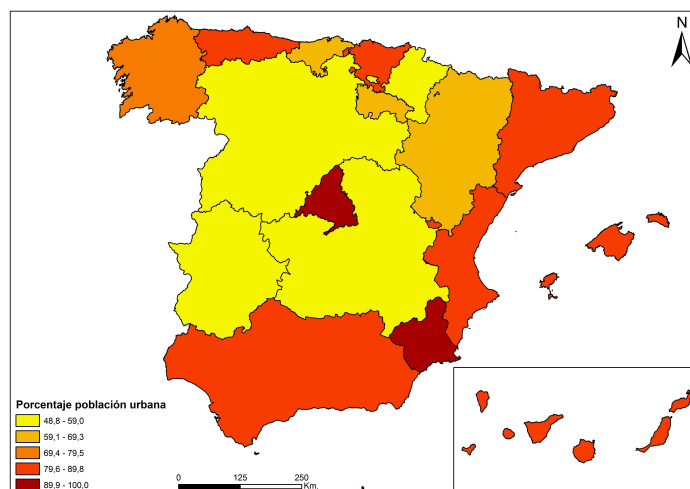 N
Porcentaje población urbana
48,8 - 59,0
59,1 - 69,3
69,4 - 79,5
79,6 - 89,8
89,9 - 100,0
0 125 250
Km.